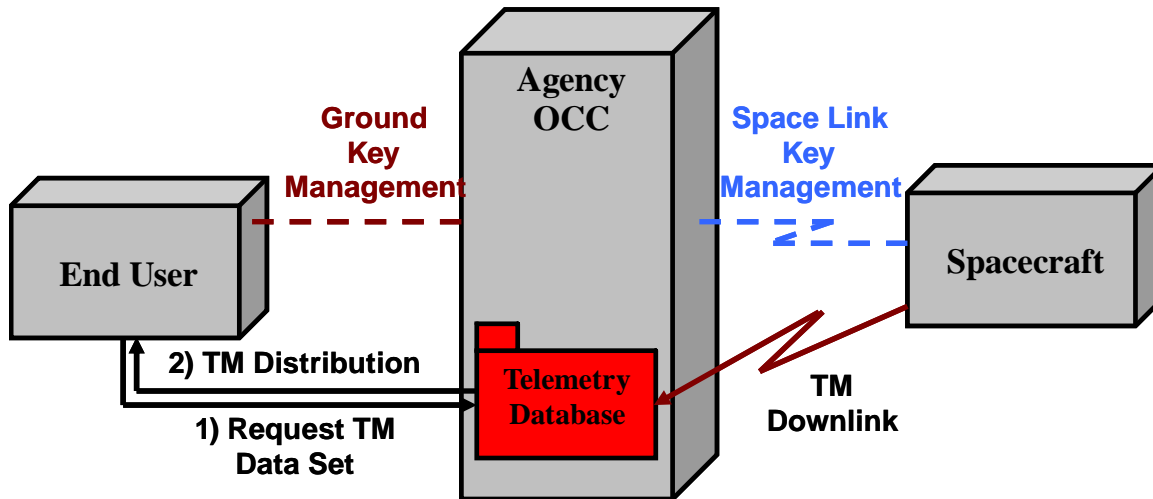 Agency
OCC
Ground
Key
Management
Space Link
Key
Management
End User
Spacecraft
2) TM Distribution
Telemetry
Database
1) Request TM
Data Set
TM
Downlink